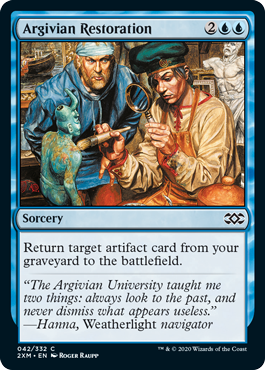 Argivian Restoration 2
Sorcery
Return target artifact card from your
graveyard to the battlefield.
“The Argivian University taught me
two things: always look to the past, and
never dismiss what appears useless.”
—Hanna, Weatherlight navigator
042/332 C
2XM • EN Roger Raupp
™ & © 2020 Wizards of the Coast